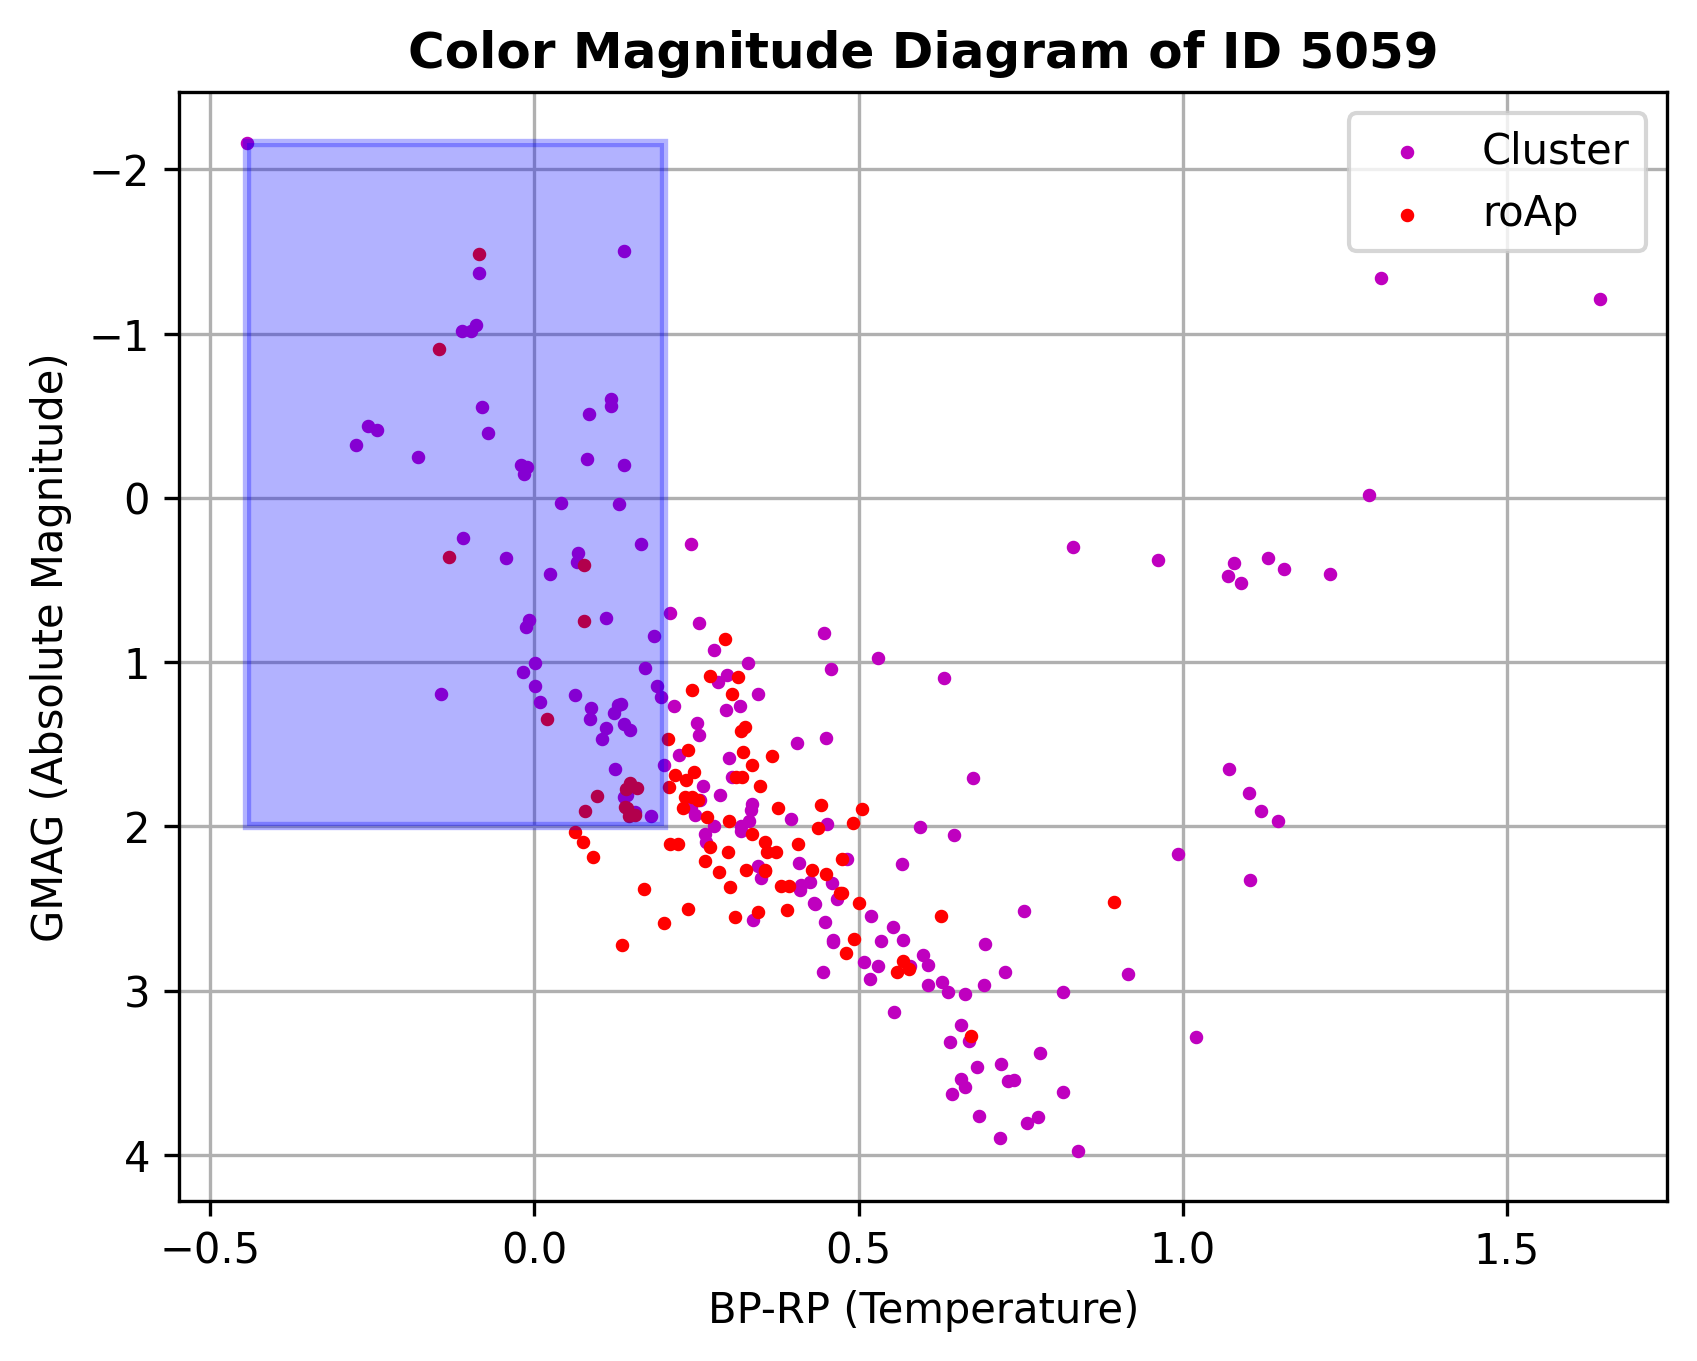 Color Magnitude Diagram of ID 5059
Cluster
roAp
−2
−1
0
1
2
3
4
GMAG (Absolute Magnitude)
−0.5 0.0 0.5 1.0 1.5
BP-RP (Temperature)